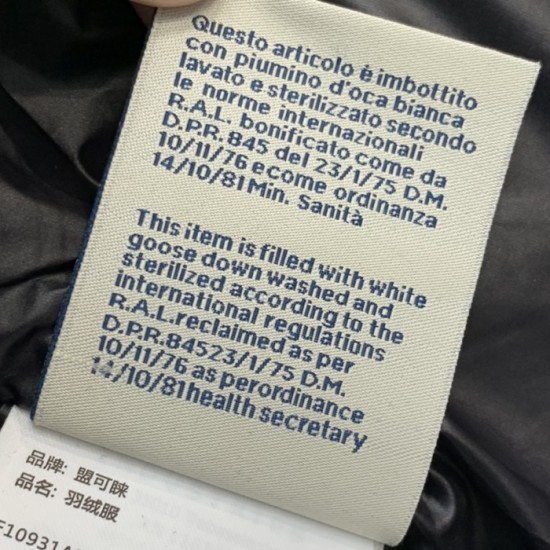 Questo articolo è imbottito
con piumino d'oca bianca
lavato e sterilizzato secondo
le norme internazionali
R.A.L. bonificato come da
D.P.R. 845 del 23/1/75 D.M.
10/11/76 e come ordinanza
14/10/81 Min. Sanità
This item is filled with white
goose down washed and
sterilized according to the
international regulations
R.A.L.reclaimed as per
D.P.R.84523/1/75 D.M.
10/11/76 as perordinance
14/10/81health secretary
品牌: 盟可睐
品名: 羽绒服